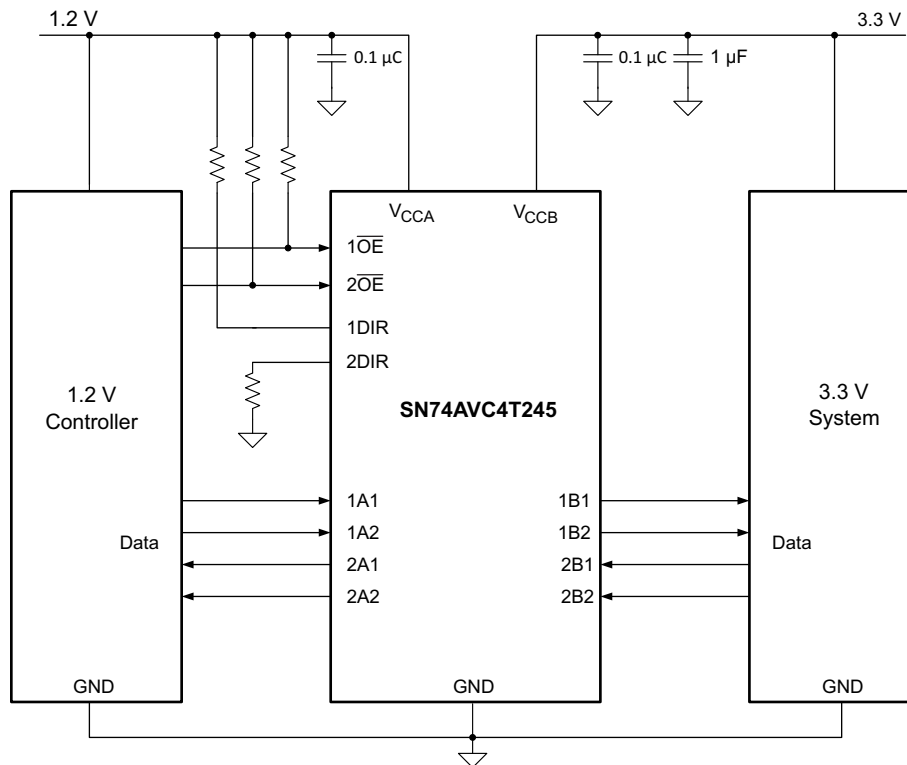 1.2 V
3.3 V
0.1 µC
0.1 µC
1 µF
VCCA
VCCB
1OE
2OE
1DIR
2DIR
SN74AVC4T245
1.2 V
Controller
3.3 V
System
1A1
1B1
1A2
1B2
Data
Data
2A1
2B1
2A2
2B2
GND
GND
GND